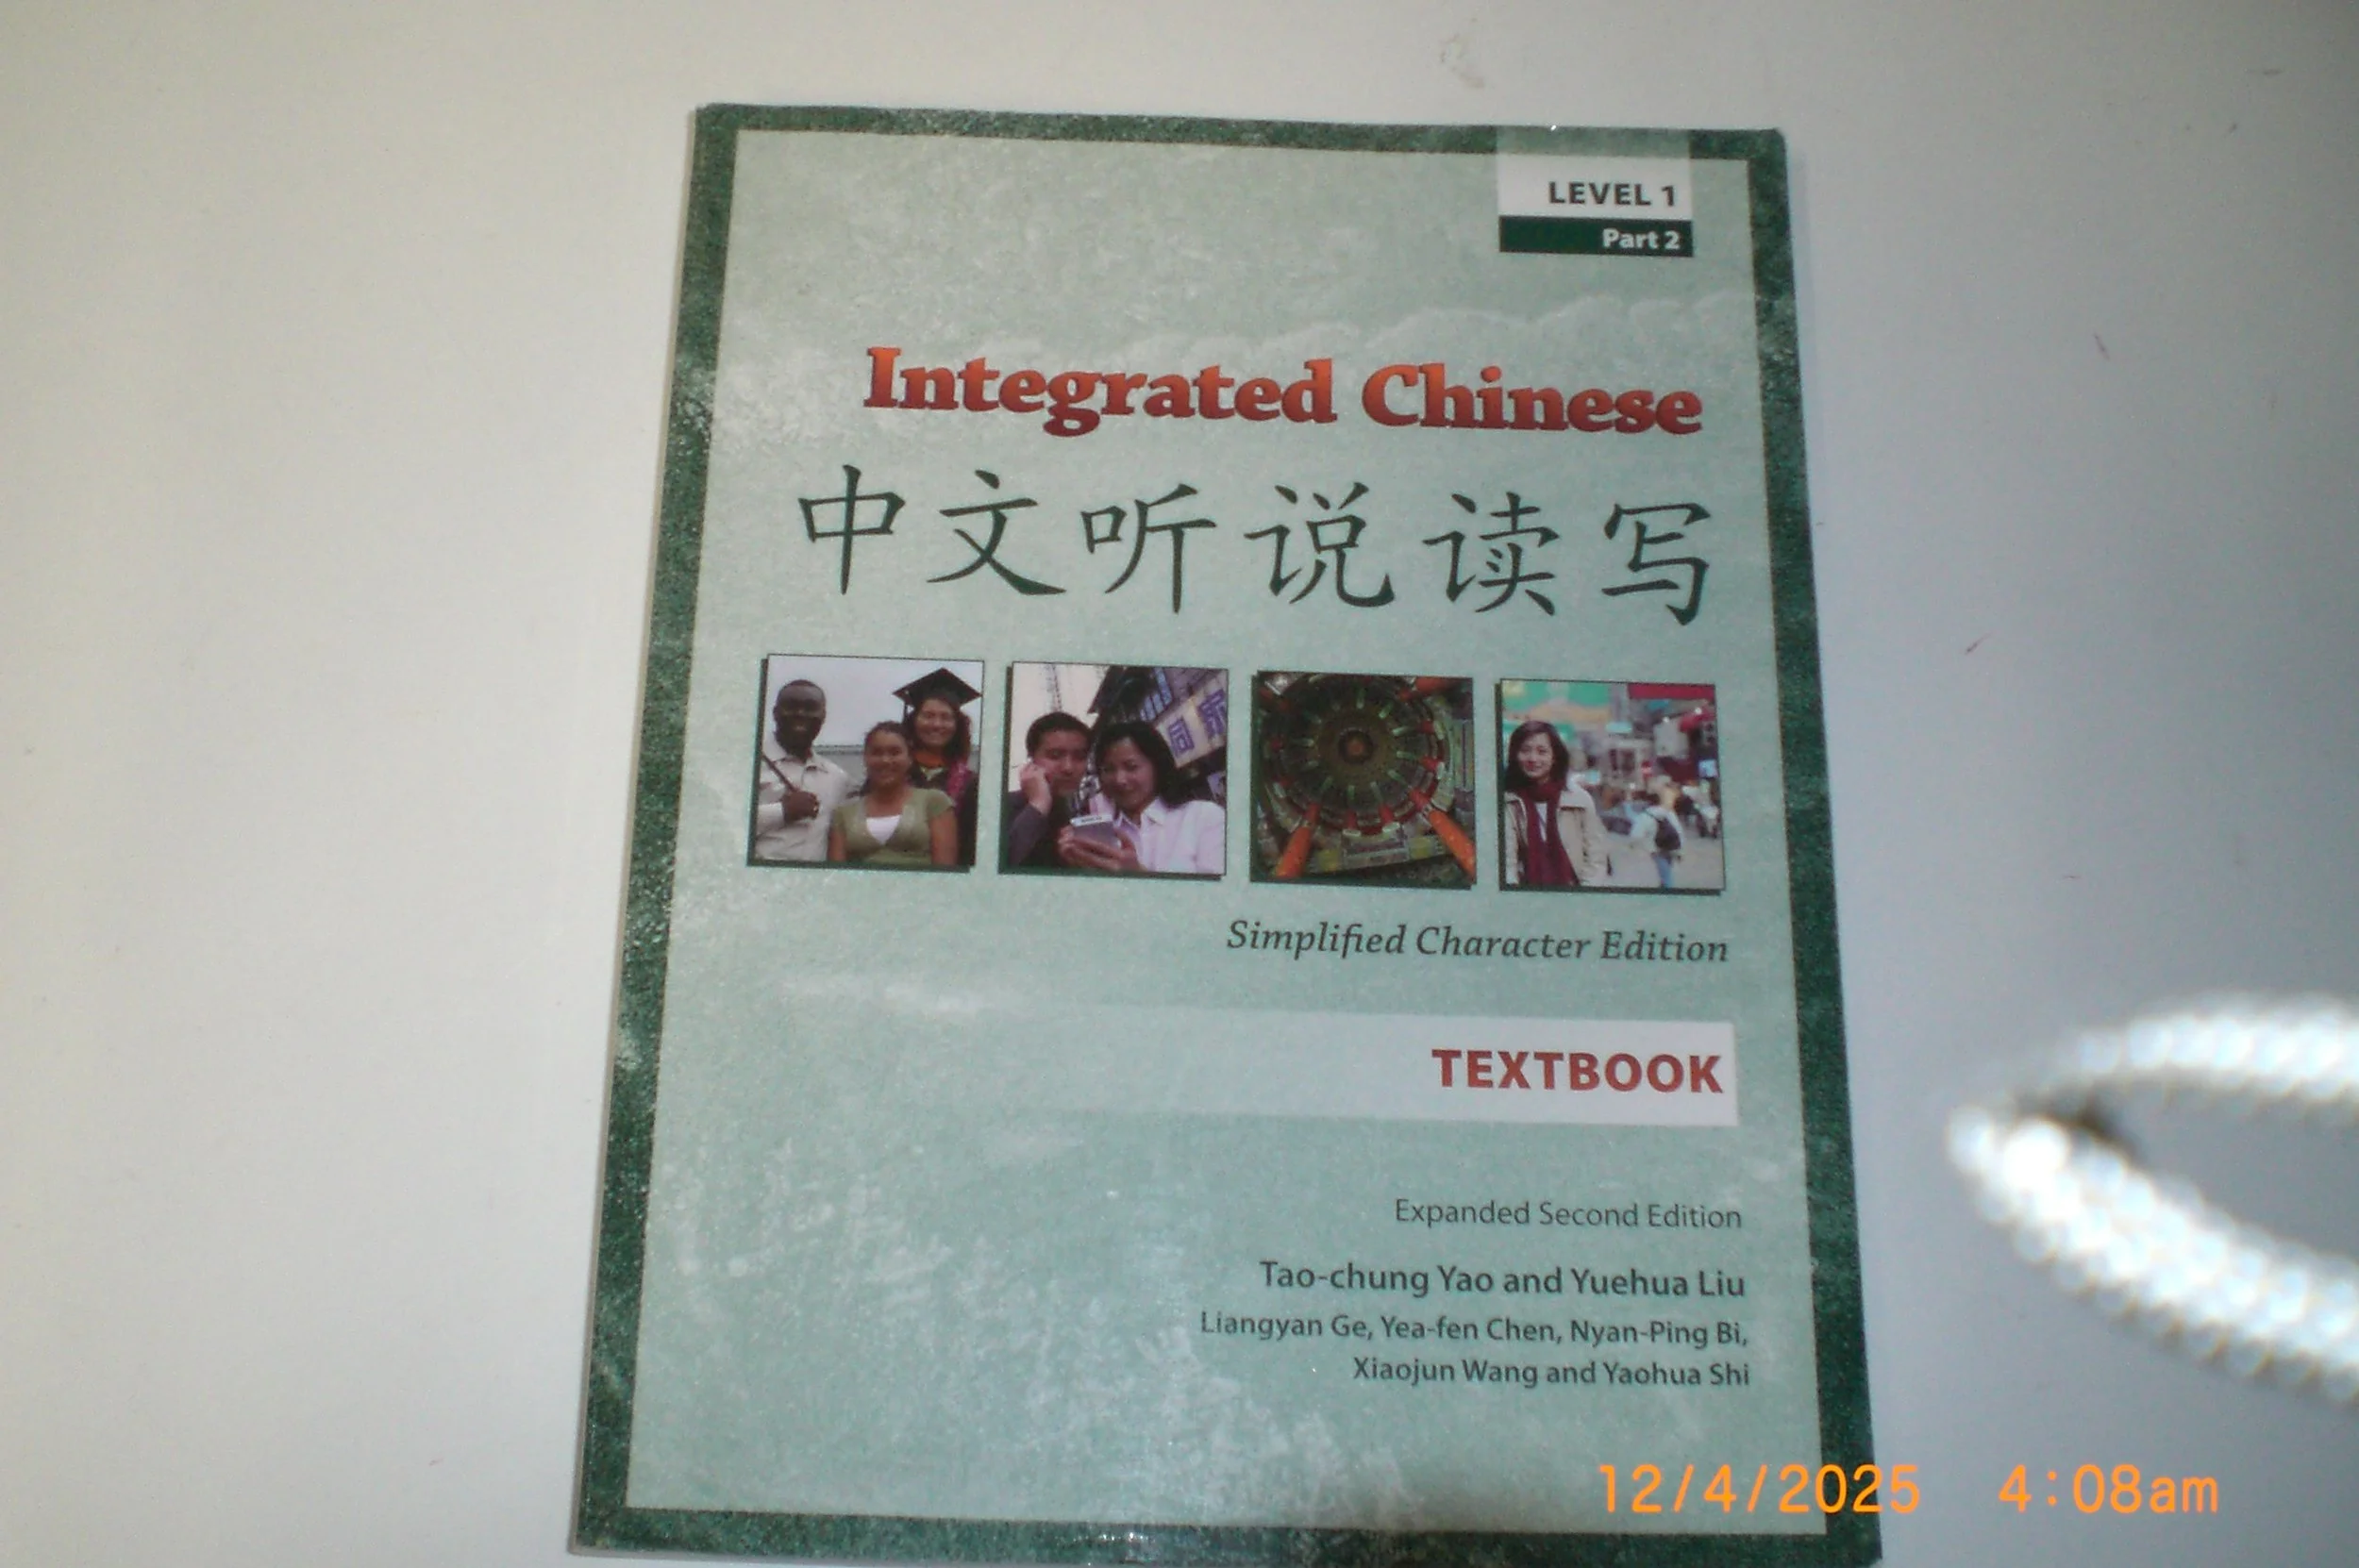 LEVEL 1
Part 2
Integrated Chinese
中文听说读写
Simplified Character Edition
TEXTBOOK
Expanded Second Edition
Tao-chung Yao and Yuehua Liu
Liangyan Ge, Yea-fen Chen, Nyan-Ping Bi,
Xiaojun Wang and Yaohua Shi
12/4/2025 4:08am